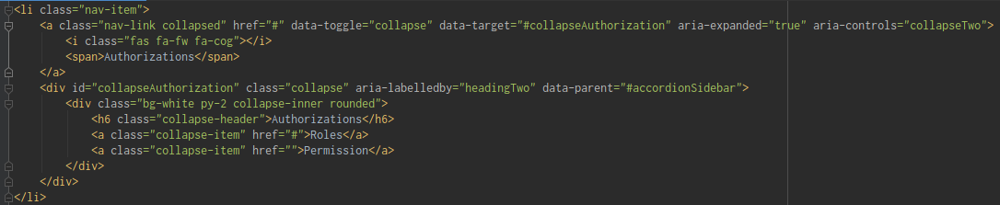 <li class="nav-item">
<a class="nav-link collapsed" href="#" data-toggle="collapse" data-target="#collapseAuthorization" aria-expanded="true" aria-controls="collapseTwo">
<i class="fas fa-fw fa-cog"></i>
<span>Authorizations</span>
</a>
<div id="collapseAuthorization" class="collapse" aria-labelledby="headingTwo" data-parent="#accordionSidebar">
<div class="bg-white py-2 collapse-inner rounded">
<h6 class="collapse-header">Authorizations</h6>
<a class="collapse-item" href="#">Roles</a>
<a class="collapse-item" href="">Permission</a>
</div>
</div>
</li>